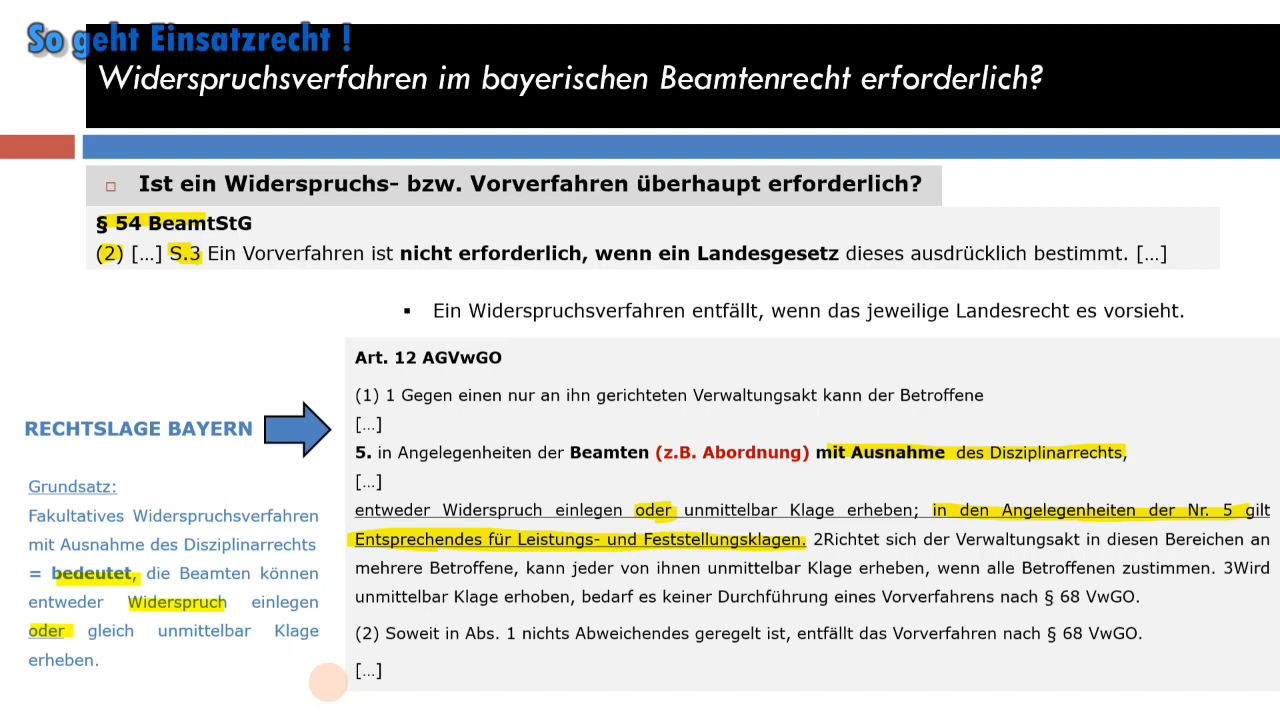 So geht Einsatzrecht !
Widerspruchsverfahren im bayerischen Beamtenrecht erforderlich?
Ist ein Widerspruchs- bzw. Vorverfahren überhaupt erforderlich?
§ 54 BeamtStG
(2) […] S.3 Ein Vorverfahren ist nicht erforderlich, wenn ein Landesgesetz dieses ausdrücklich bestimmt. […]
▪ Ein Widerspruchsverfahren entfällt, wenn das jeweilige Landesrecht es vorsieht.
RECHTSLAGE BAYERN
Grundsatz:
Fakultatives Widerspruchsverfahren
mit Ausnahme des Disziplinarrechts
= bedeutet, die Beamten können
entweder Widerspruch einlegen
oder gleich unmittelbar Klage
erheben.
Art. 12 AGVwGO
(1) 1 Gegen einen nur an ihn gerichteten Verwaltungsakt kann der Betroffene
[…]
5. in Angelegenheiten der Beamten (z.B. Abordnung) mit Ausnahme des Disziplinarrechts,
[…]
entweder Widerspruch einlegen oder unmittelbar Klage erheben; in den Angelegenheiten der Nr. 5 gilt
Entsprechendes für Leistungs- und Feststellungsklagen. 2Richtet sich der Verwaltungsakt in diesen Bereichen an
mehrere Betroffene, kann jeder von ihnen unmittelbar Klage erheben, wenn alle Betroffenen zustimmen. 3Wird
unmittelbar Klage erhoben, bedarf es keiner Durchführung eines Vorverfahrens nach § 68 VwGO.
(2) Soweit in Abs. 1 nichts Abweichendes geregelt ist, entfällt das Vorverfahren nach § 68 VwGO.
[…]